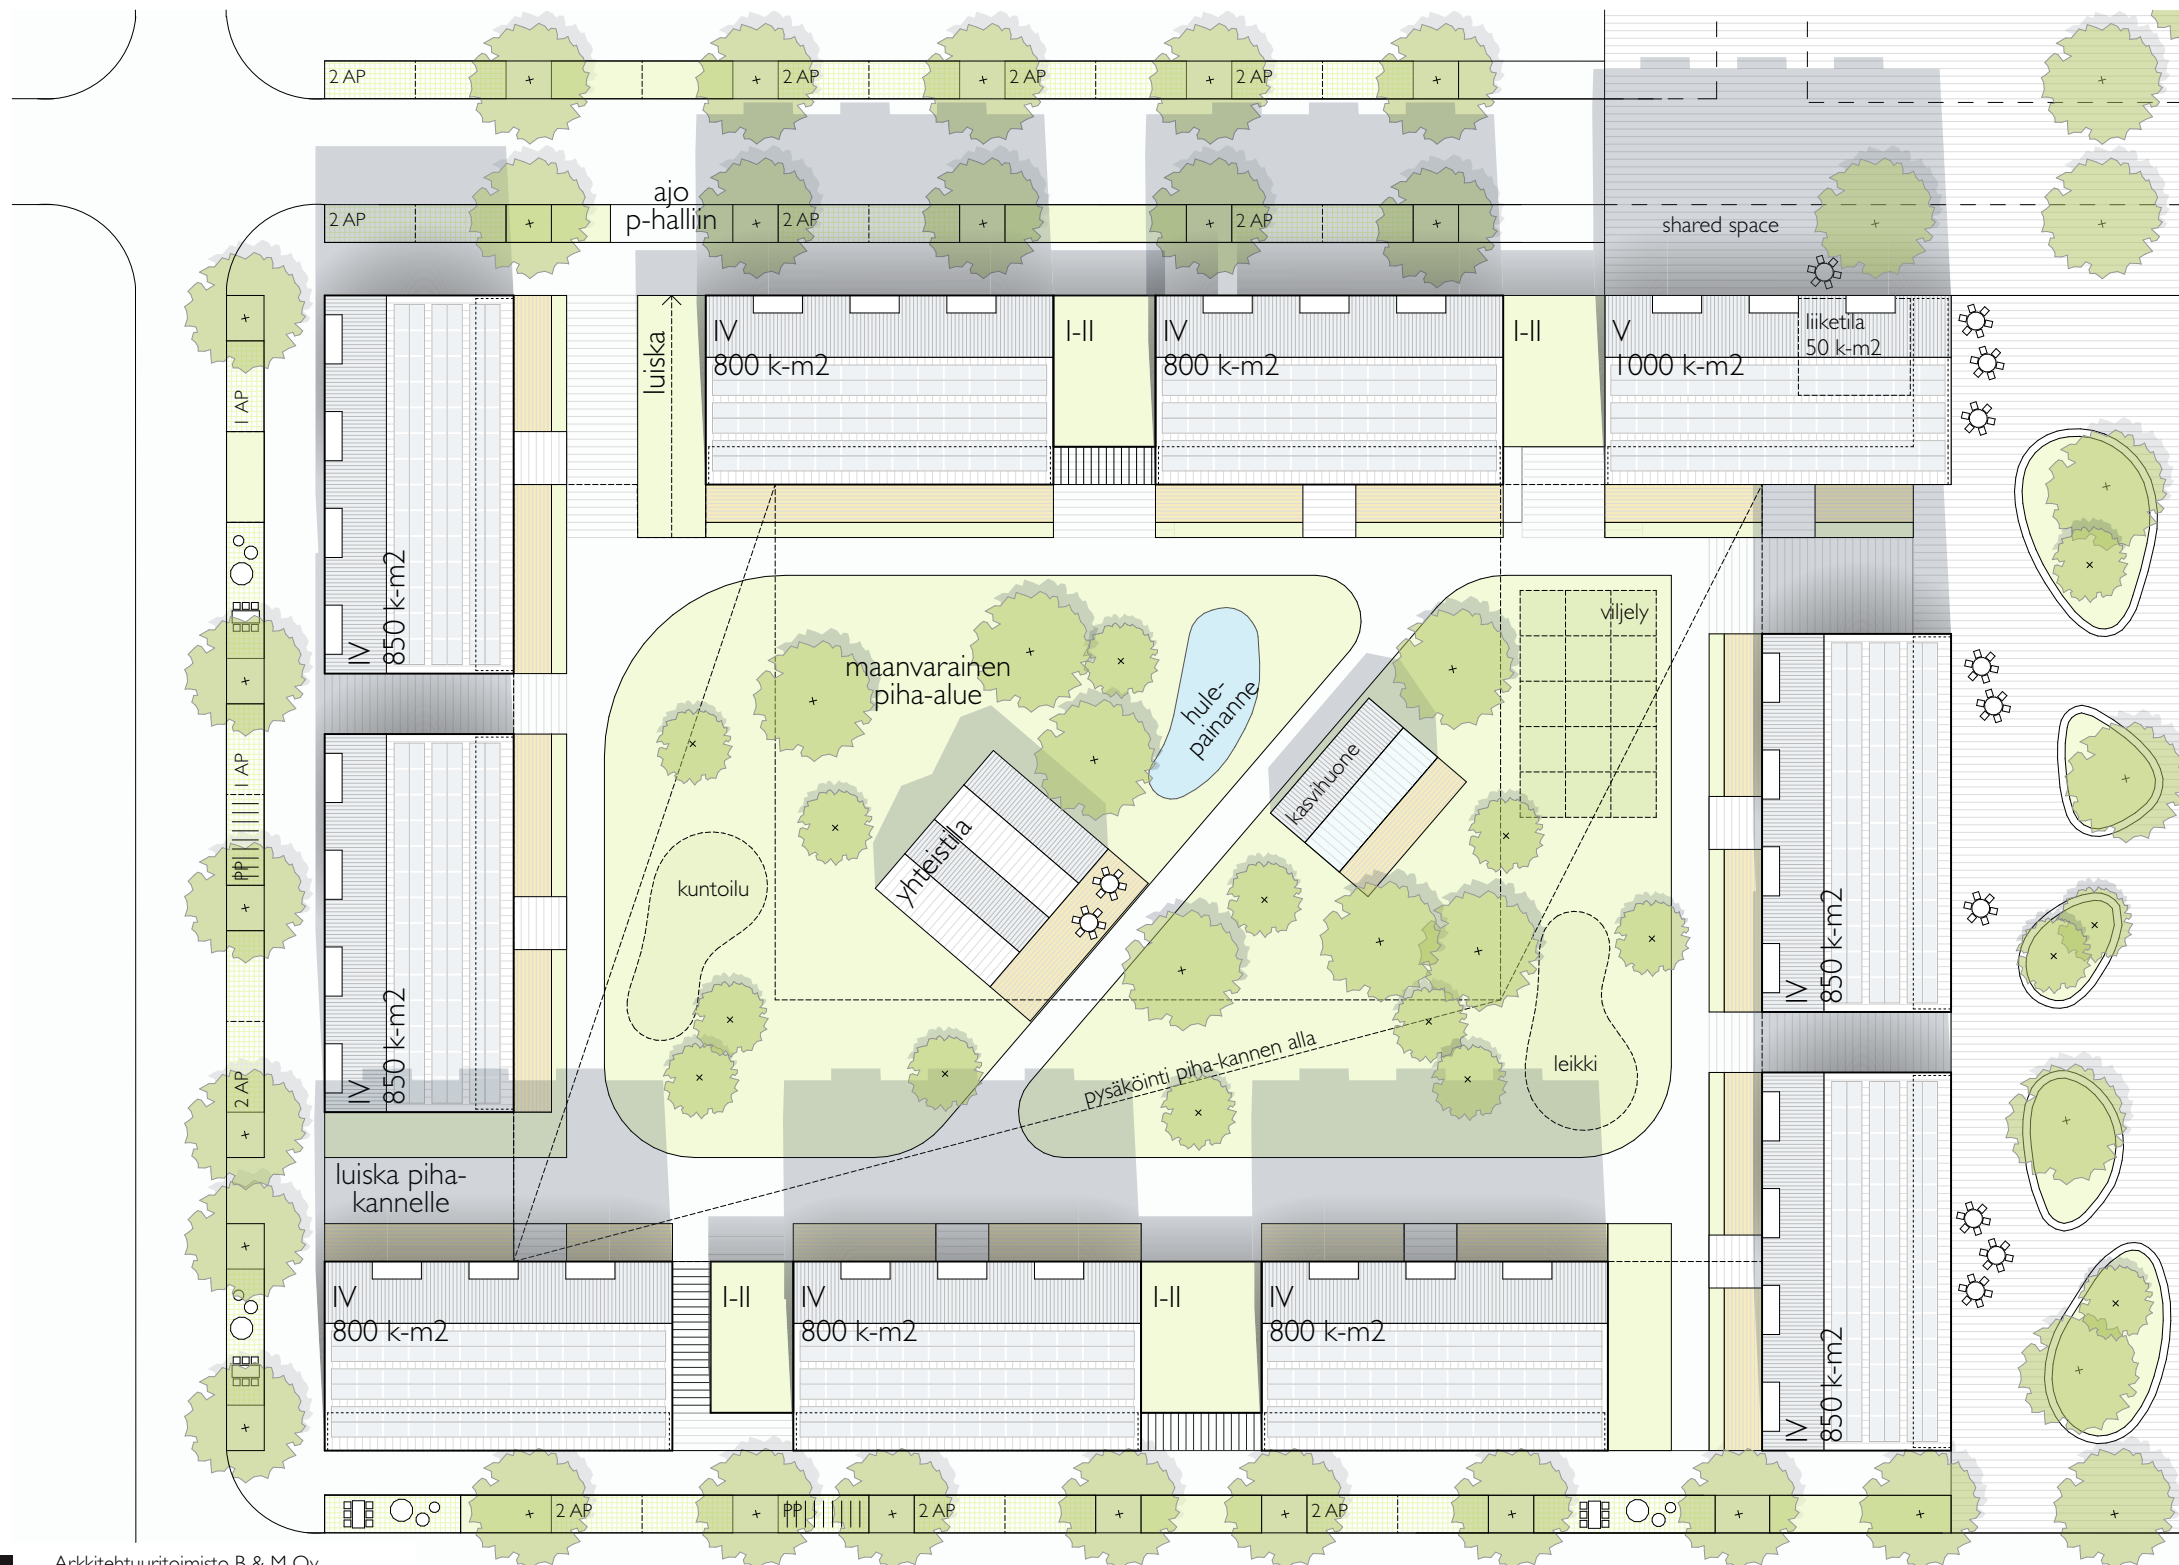 2 AP
2 AP
2 AP
2 AP
ajo
p-halliin
2 AP
2 AP
2 AP
shared space
luiska
IV
800 k-m2
I-II
IV
800 k-m2
I-II
V
1000 k-m2
liiketila
50 k-m2
1 AP
IV
850 k-m2
maanvarainen
piha-alue
hule-
painanne
viljely
kasvihuone
yhteistila
kuntoilu
1 AP
PP
IV
850 k-m2
IV
850 k-m2
pysäköinti piha-kannen alla
leikki
2 AP
luiska piha-
kannelle
IV
800 k-m2
I-II
IV
800 k-m2
I-II
IV
800 k-m2
IV
850 k-m2
2 AP
PP
2 AP
2 AP
Arkkitehtuuritoimisto B & M Oy